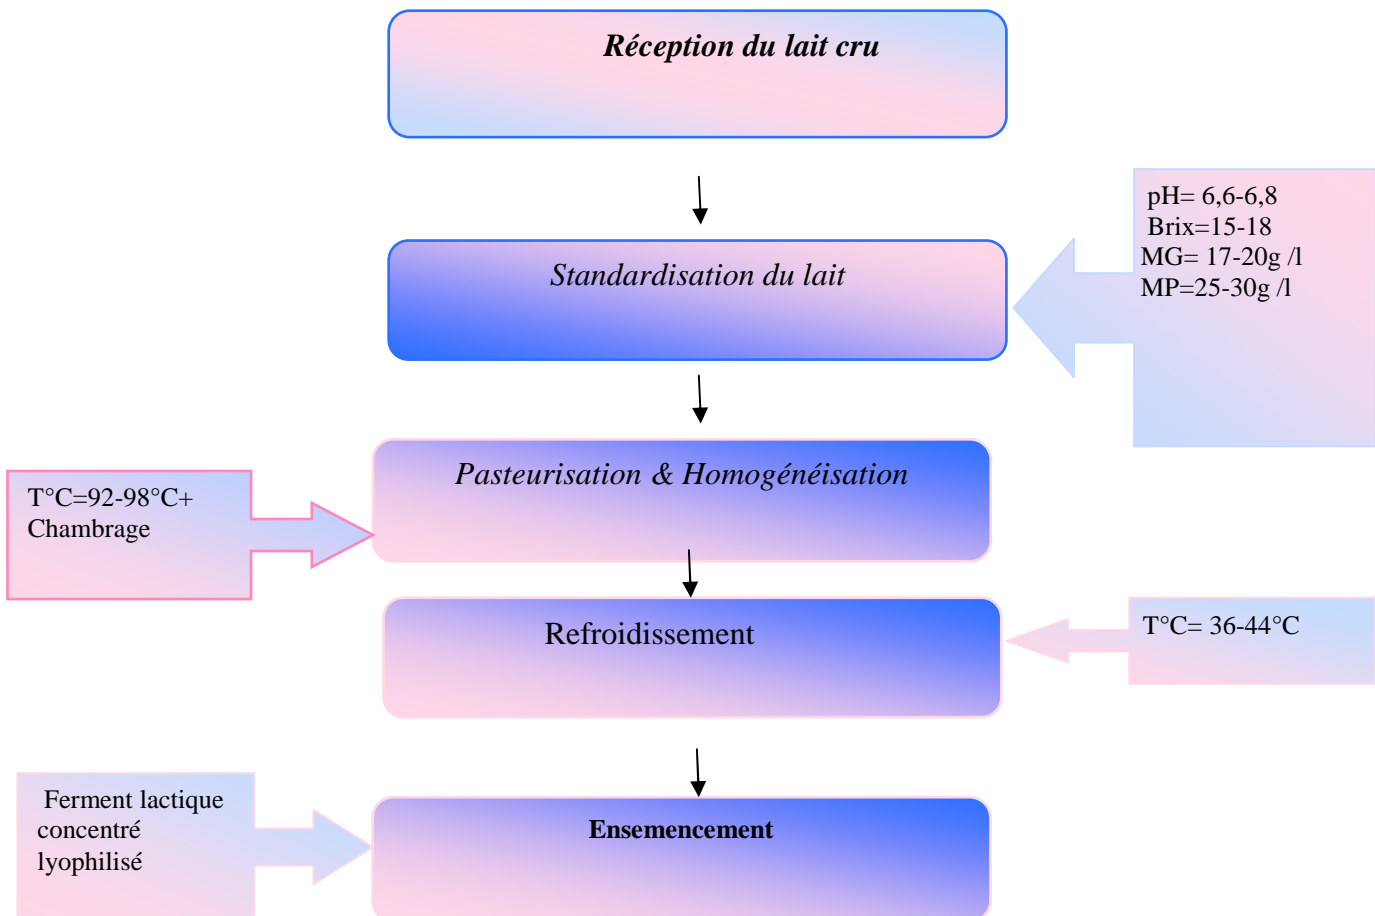 Réception du lait cru
pH= 6,6-6,8
Brix=15-18
MG= 17-20g /l
MP=25-30g /l
Standardisation du lait
Pasteurisation & Homogénéisation
T°C=92-98°C+
Chambrage
Refroidissement
T°C= 36-44°C
Ferment lactique
concentré
lyophilisé
Ensemencement